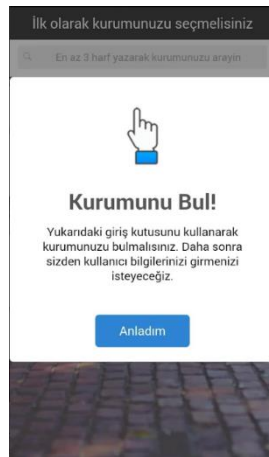 İlk olarak kurumunuzu seçmelisiniz
En az 3 harf yazarak kurumunuzu arayın
Kurumunu Bul!
Yukarıdaki giriş kutusunu kullanarak
kurumunuzu bulmalısınız. Daha sonra
sizden kullanıcı bilgilerinizi girmenizi
isteyeceğiz.
Anladım